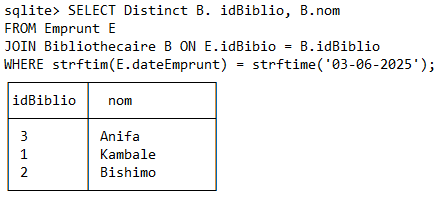 sqlite> SELECT Distinct B. idBiblio, B.nom
FROM Emprunt E
JOIN Bibliothecaire B ON E.idBibio = B.idBiblio
WHERE strftim(E.dateEmprunt) = strftime('03-06-2025');
idBiblio nom
3 Anifa
1 Kambale
2 Bishimo